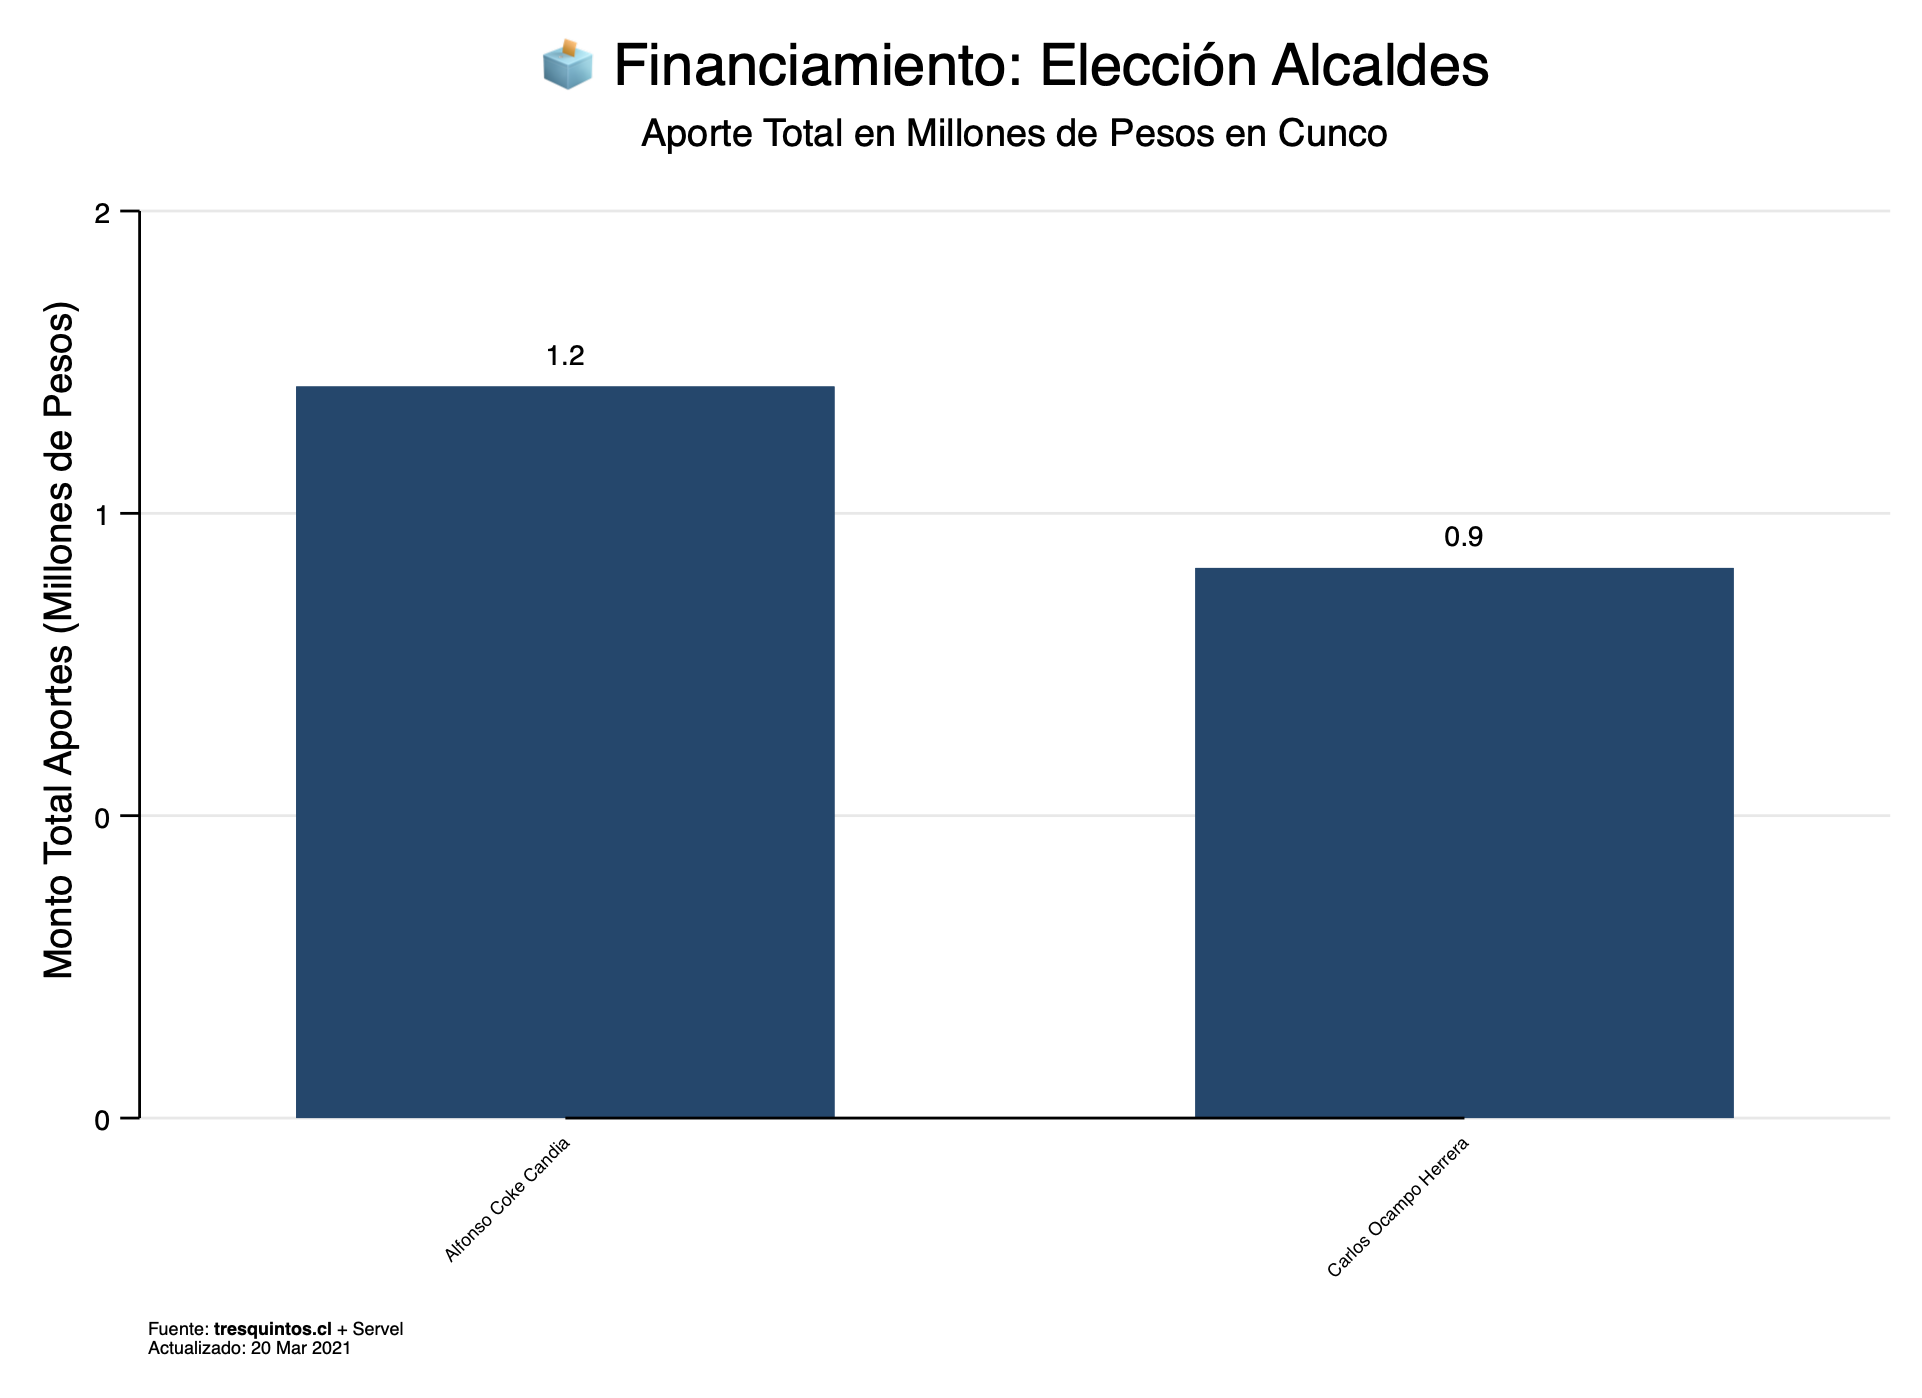 Financiamiento: Elección Alcaldes
Aporte Total en Millones de Pesos en Cunco
Monto Total Aportes (Millones de Pesos)
2
1
0
0
1.2
0.9
Alfonso Coke Candia
Carlos Ocampo Herrera
Fuente: tresquintos.cl + Servel
Actualizado: 20 Mar 2021